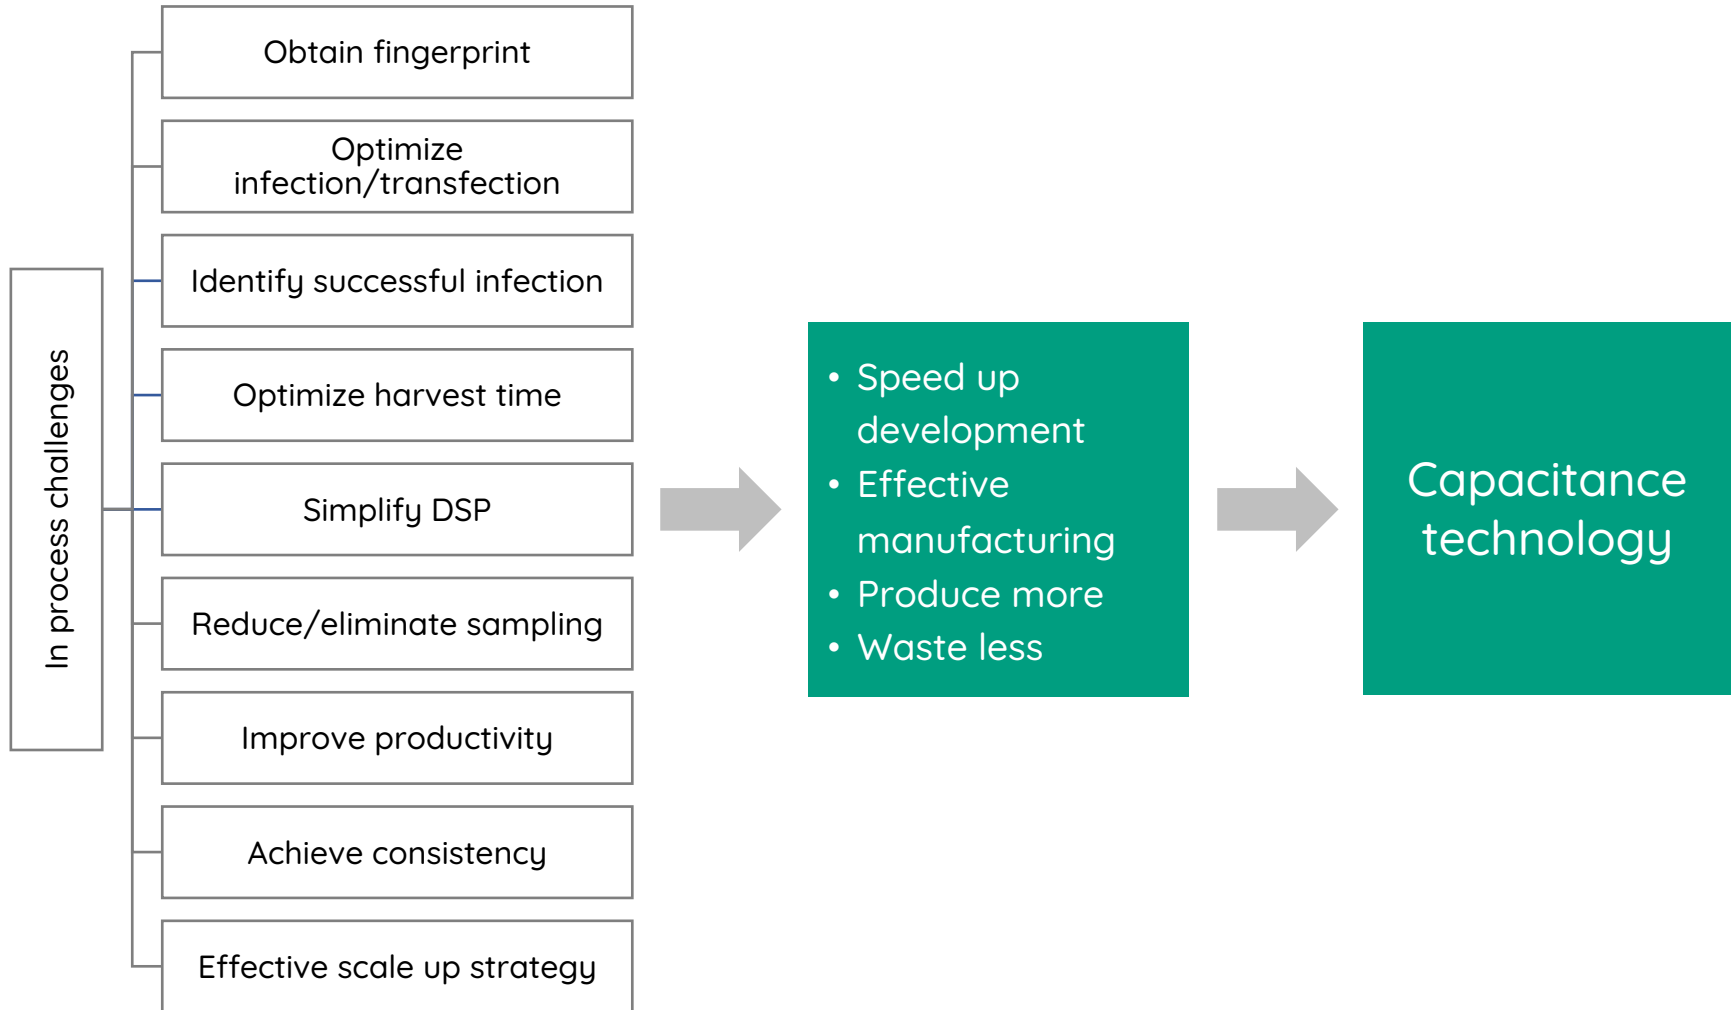 In process challenges
Obtain fingerprint
Optimize
infection/transfection
Identify successful infection
Optimize harvest time
Simplify DSP
Reduce/eliminate sampling
Improve productivity
Achieve consistency
Effective scale up strategy
• Speed up
development
• Effective
manufacturing
• Produce more
• Waste less
Capacitance
technology